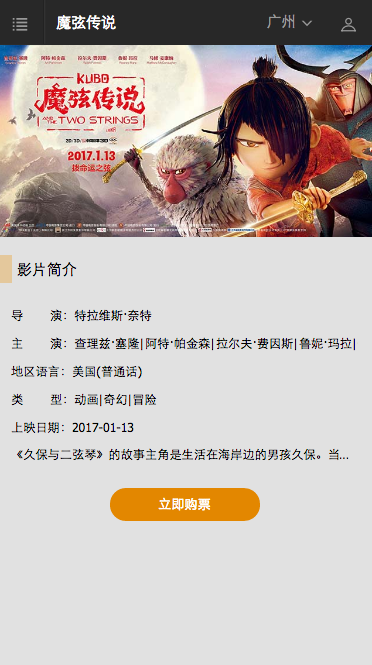 魔弦传说
广州
KUBO
魔弦传说
AND THE TWO STRINGS
2017.1.13
拨命运之弦
影片简介
导 演：特拉维斯·奈特
主 演：查理兹·塞隆|阿特·帕金森|拉尔夫·费因斯|鲁妮·玛拉|
地区语言：美国(普通话)
类 型：动画|奇幻|冒险
上映日期：2017-01-13
《久保与二弦琴》的故事主角是生活在海岸边的男孩久保。当...
立即购票